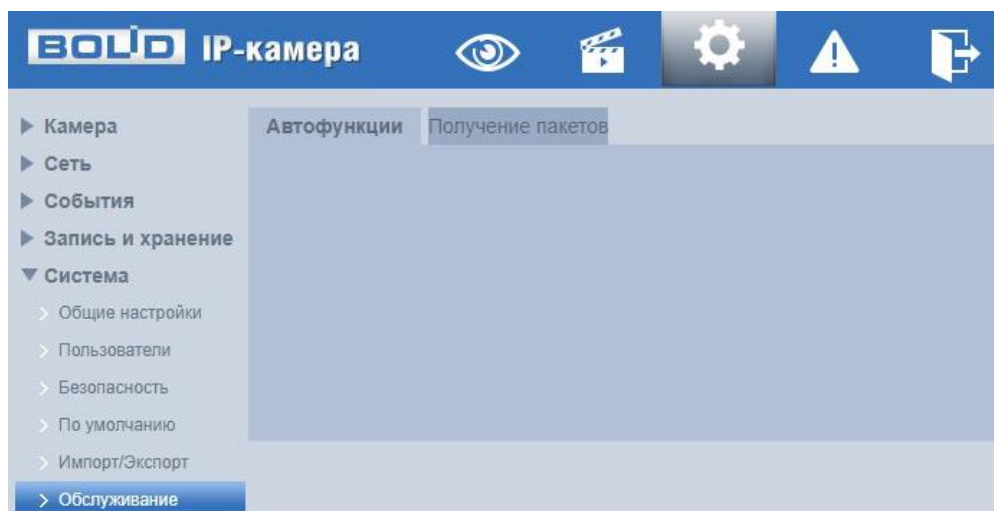 BOLID IP-камера
Камера
Автофункции
Получение пакетов
Сеть
События
Запись и хранение
Система
Общие настройки
Пользователи
Безопасность
По умолчанию
Импорт/Экспорт
Обслуживание